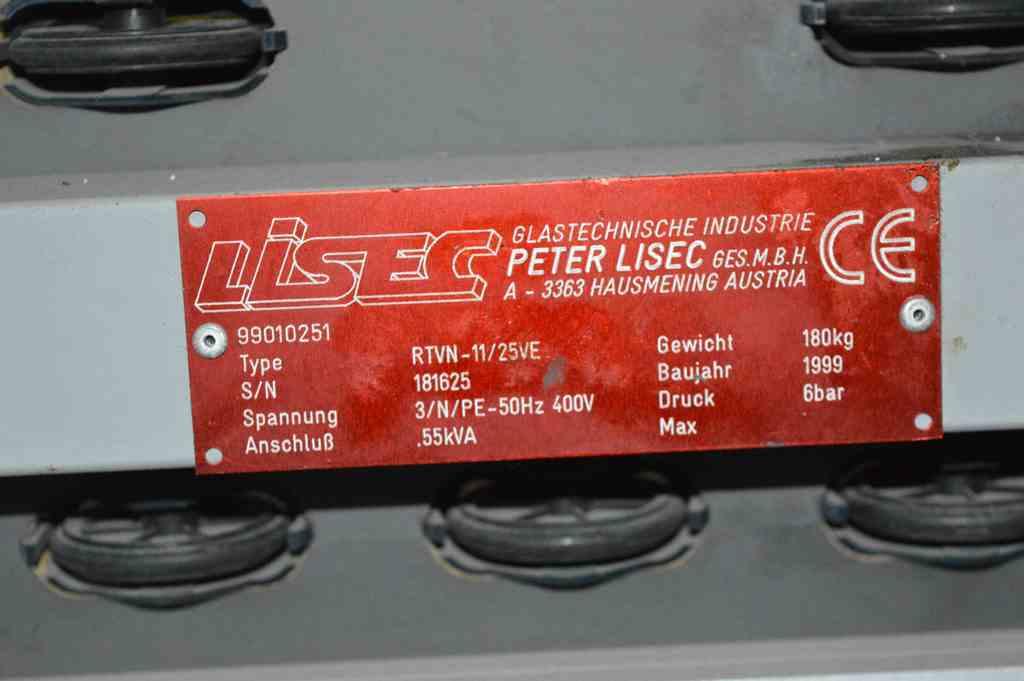 LISEC
GLASTECHNISCHE INDUSTRIE
PETER LISEC GES.M.B.H.
A - 3363 HAUSMENING AUSTRIA
CE
99010251
Type RTVN-11/25VE
S/N 181625
Spannung 3/N/PE-50Hz 400V
Anschluß .55kVA
Gewicht 180kg
Baujahr 1999
Druck 6bar
Max